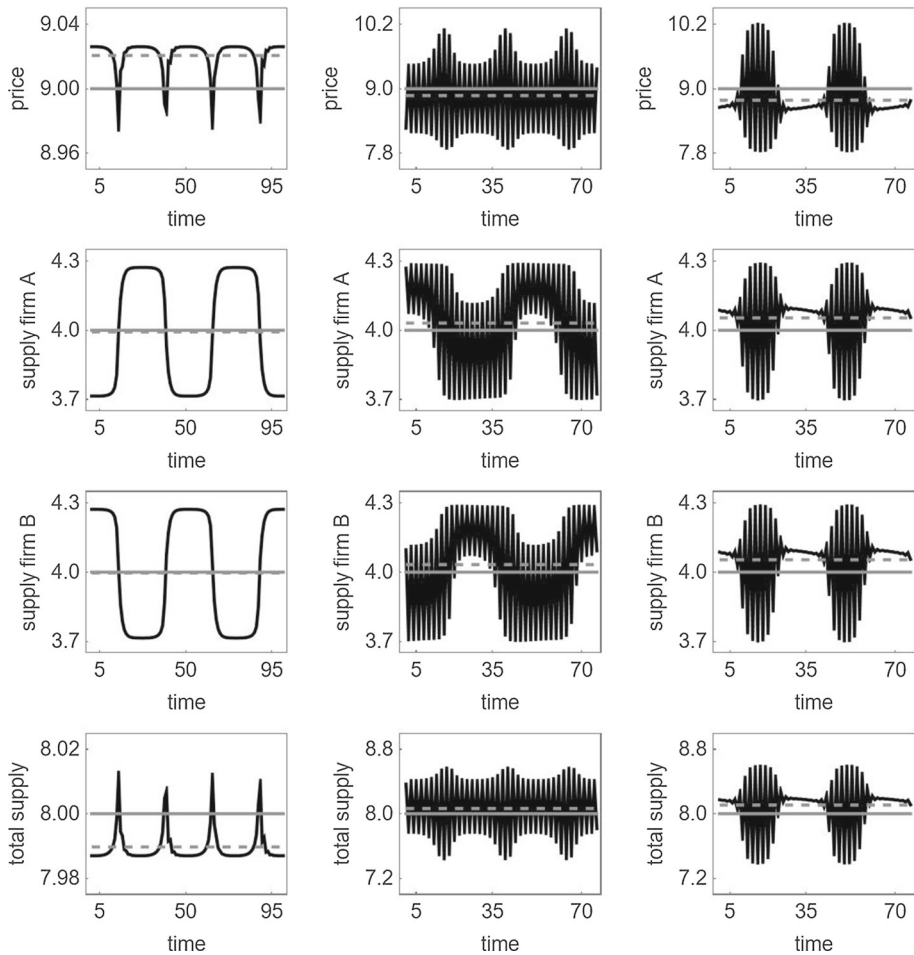 9.04 9.00 8.96 price 5 50 95 time
10.2 9.0 7.8 price 5 35 70 time
10.2 9.0 7.8 price 5 35 70 time
4.3 4.0 3.7 supply firm A 5 50 95 time
4.3 4.0 3.7 supply firm A 5 35 70 time
4.3 4.0 3.7 supply firm A 5 35 70 time
4.3 4.0 3.7 supply firm B 5 50 95 time
4.3 4.0 3.7 supply firm B 5 35 70 time
4.3 4.0 3.7 supply firm B 5 35 70 time
8.02 8.00 7.98 total supply 5 50 95 time
8.8 8.0 7.2 total supply 5 35 70 time
8.8 8.0 7.2 total supply 5 35 70 time